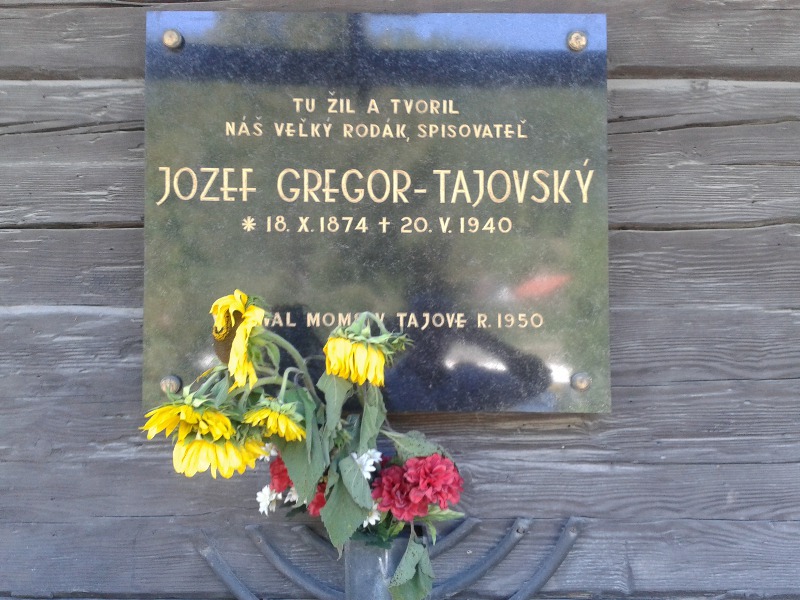 TU ŽIL A TVORIL
NÁŠ VEĽKÝ RODÁK, SPISOVATEĽ
JOZEF GREGOR-TAJOVSKÝ
* 18. X. 1874 † 20. V. 1940
TAJOVE R. 1950